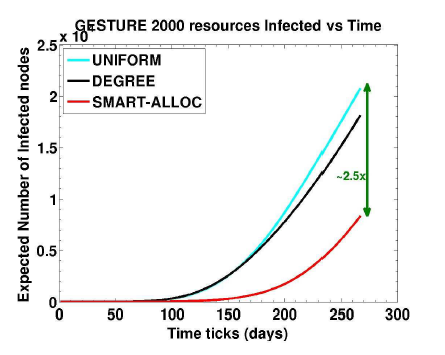 GESTURE 2000 resources Infected vs Time
x 10
2.5
2
1.5
1
0.5
0
UNIFORM
DEGREE
SMART-ALLOC
~2.5x
Expected Number of Infected nodes
0 50 100 150 200 250 300
Time ticks (days)